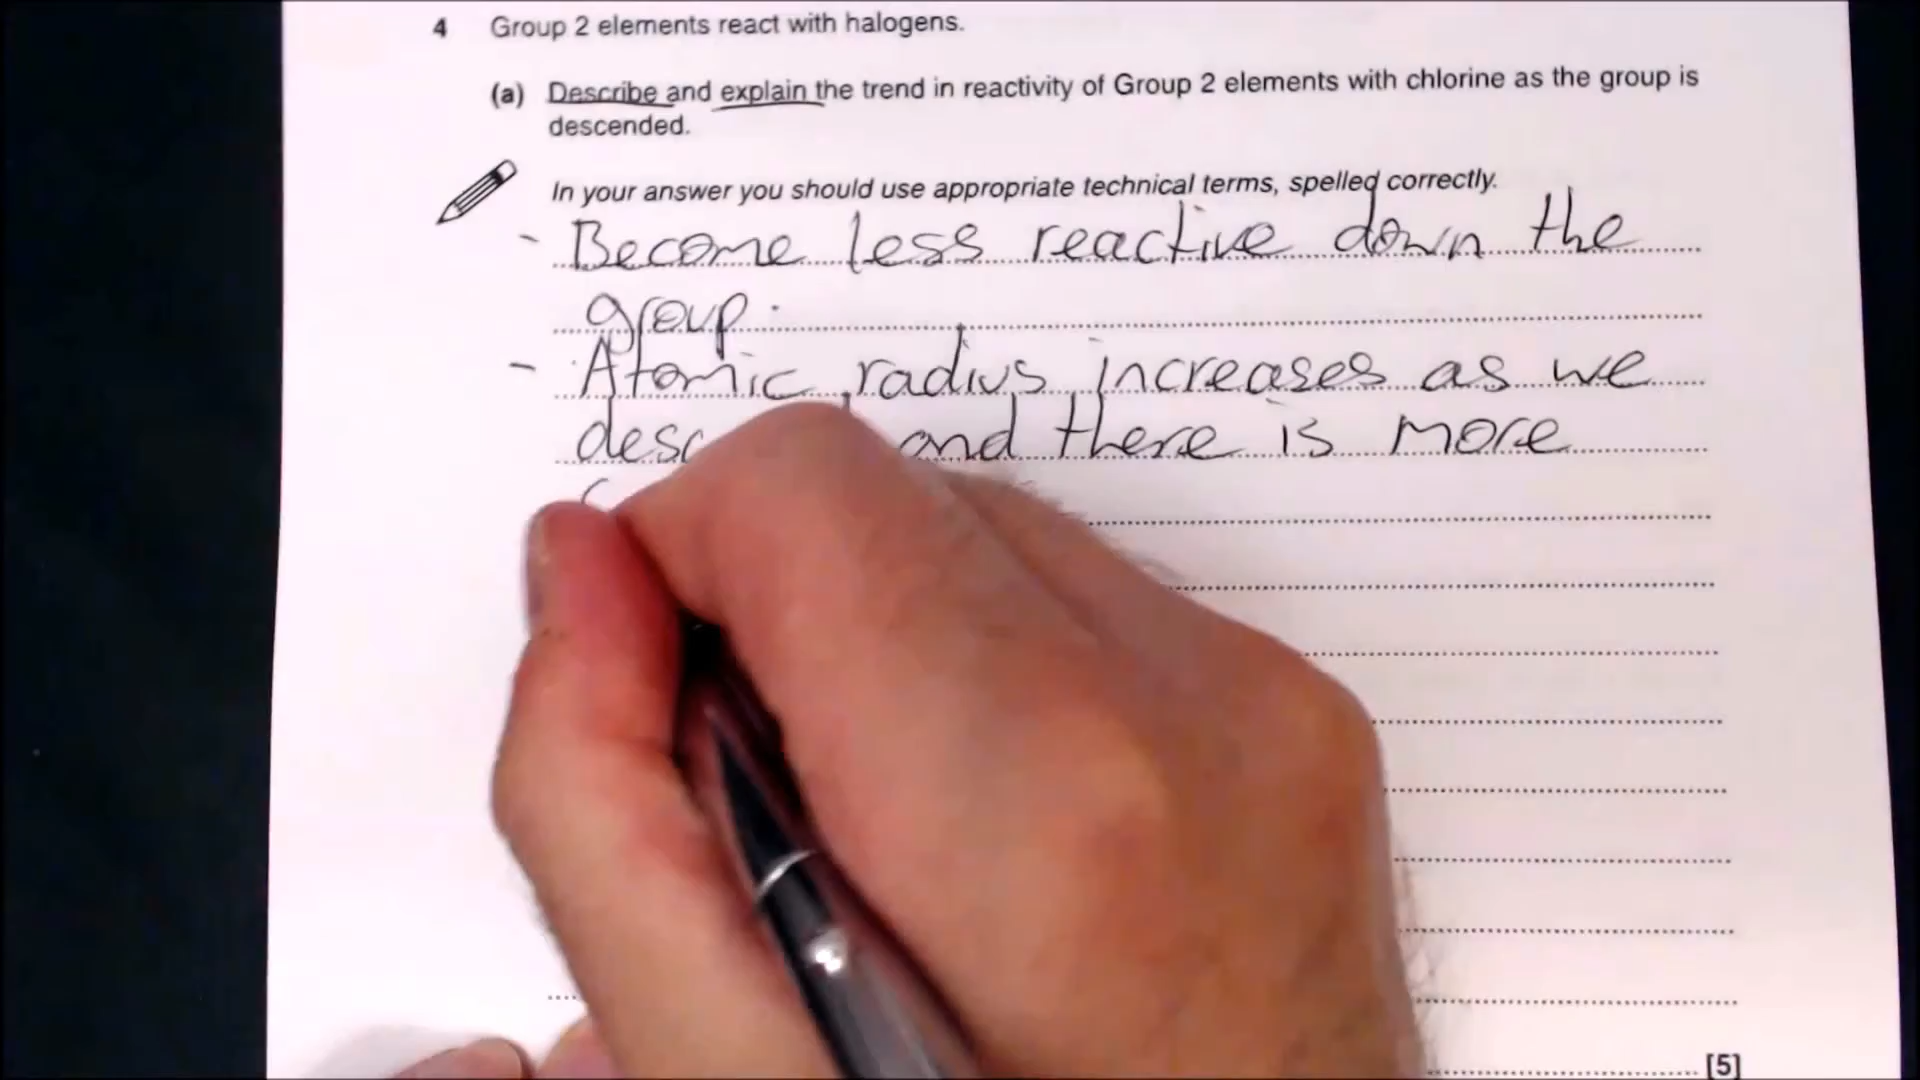 4 Group 2 elements react with halogens.
(a) Describe and explain the trend in reactivity of Group 2 elements with chlorine as the group is
descended.
In your answer you should use appropriate technical terms, spelled correctly.
- Become less reactive down the
group.
- Atomic radius increases as we
and there is more
[5]